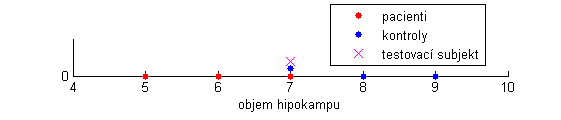 pacienti
kontroly
testovací subjekt
0
4 5 6 7 8 9 10
objem hipokampu